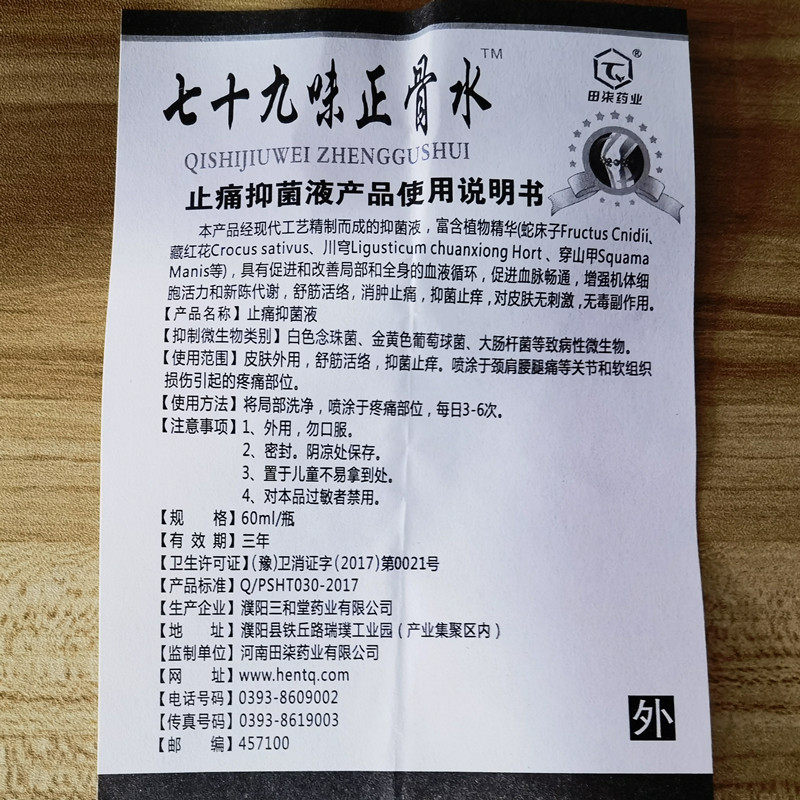 七十九味正骨水™
田柒药业®
QISHIJIUWEI ZHENGGUSHUI
止痛抑菌液产品使用说明书
本产品经现代工艺精制而成的抑菌液，富含植物精华(蛇床子Fructus Cnidii、
藏红花Crocus sativus、川穹Ligusticum chuanxiong Hort、穿山甲Squama
Manis等)，具有促进和改善局部和全身的血液循环，促进血脉畅通，增强机体细
胞活力和新陈代谢，舒筋活络，消肿止痛，抑菌止痒，对皮肤无刺激，无毒副作用。
【产品名称】止痛抑菌液
【抑制微生物类别】白色念珠菌、金黄色葡萄球菌、大肠杆菌等致病性微生物。
【使用范围】皮肤外用，舒筋活络，抑菌止痒。喷涂于颈肩腰腿痛等关节和软组织
损伤引起的疼痛部位。
【使用方法】将局部洗净，喷涂于疼痛部位，每日3-6次。
【注意事项】1、外用，勿口服。
2、密封。阴凉处保存。
3、置于儿童不易拿到处。
4、对本品过敏者禁用。
【规 格】60ml/瓶
【有 效 期】三年
【卫生许可证】(豫)卫消证字(2017)第0021号
【产品标准】Q/PSHT030-2017
【生产企业】濮阳三和堂药业有限公司
【地 址】濮阳县铁丘路瑞璞工业园（产业集聚区内）
【监制单位】河南田柒药业有限公司
【网 址】www.hentq.com
【电话号码】0393-8609002
【传真号码】0393-8619003
【邮 编】457100
外